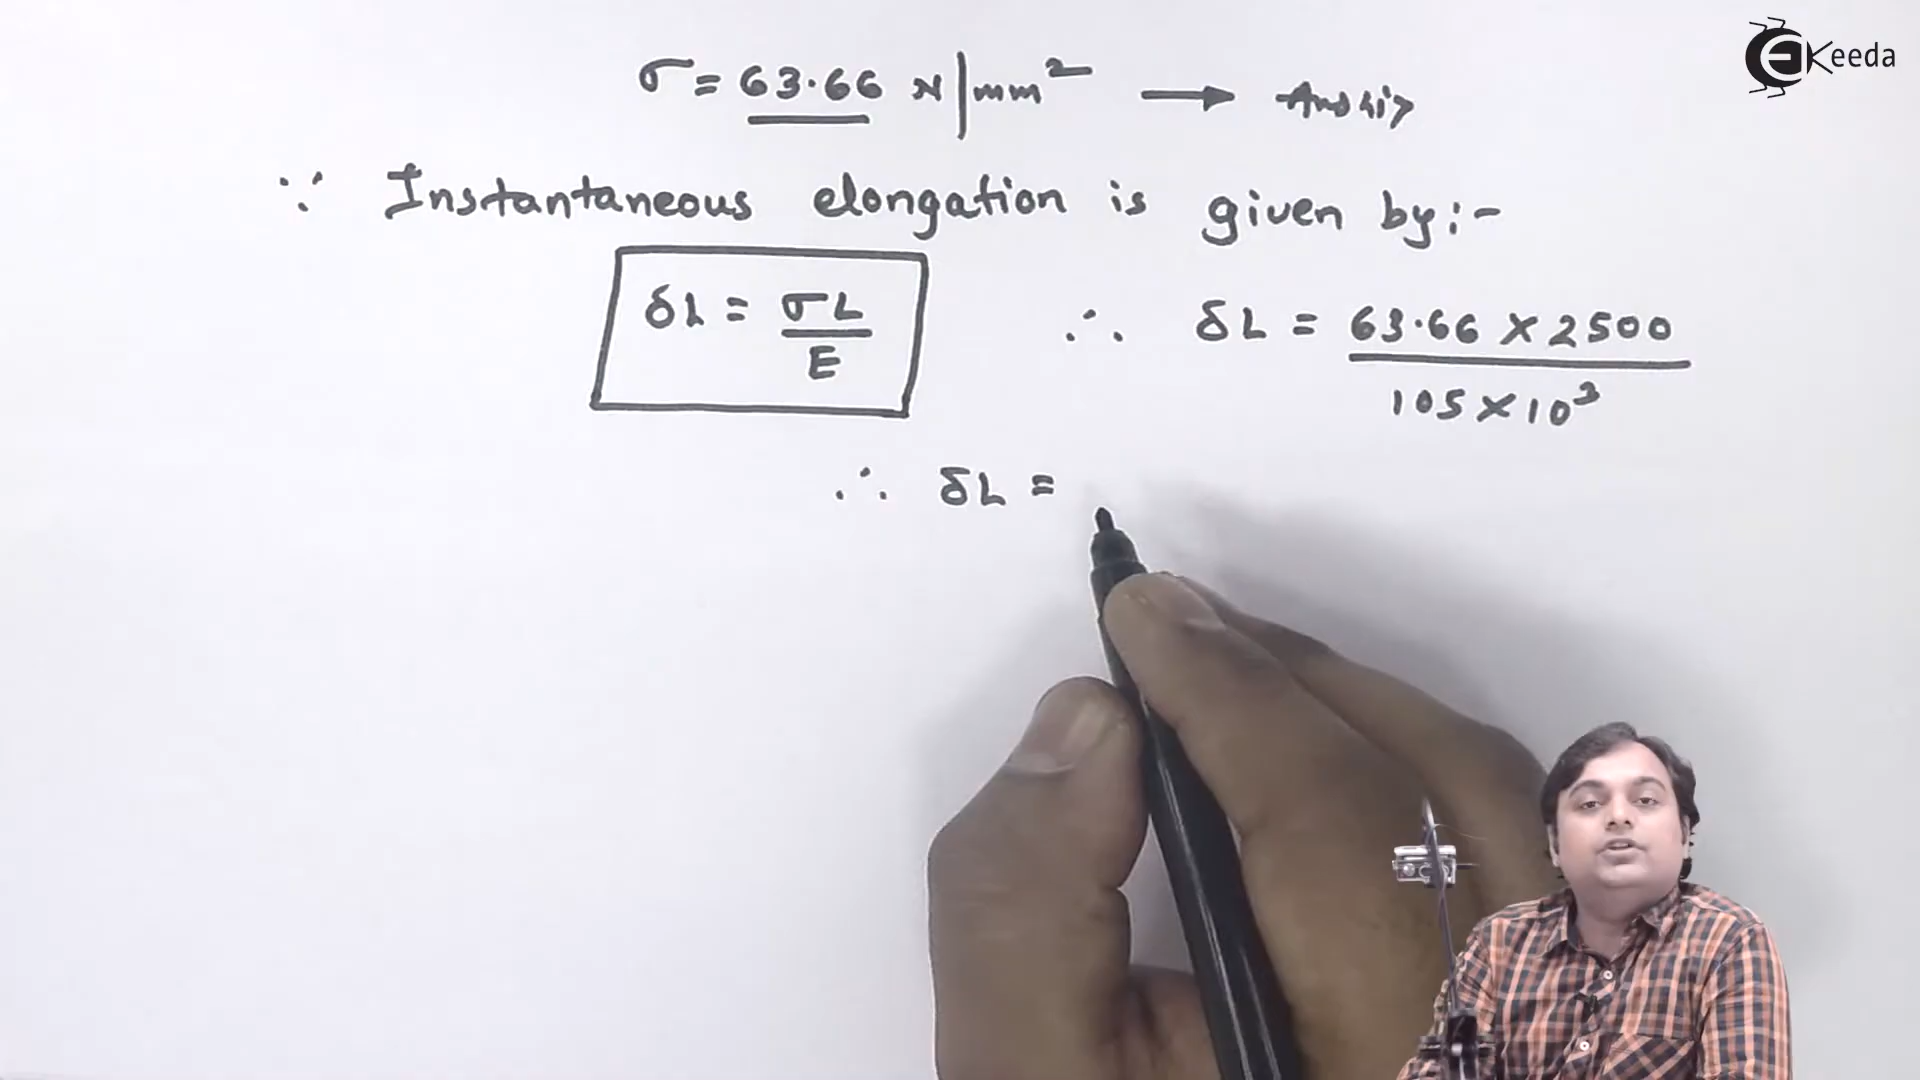 EKeeda
σ = 63.66 N/mm² → Ans (i)
∵ Instantaneous elongation is given by:-
δL = σL / E ∴ δL = 63.66 × 2500 / 105 × 10³
∴ δL =